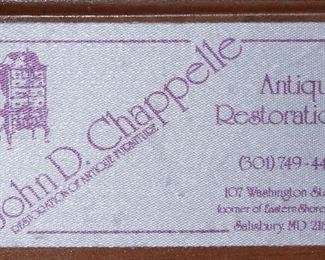 John D. Chappelle
RESTORATION OF ANTIQUE FURNITURE
Antiqu
Restoratio
(301) 749-44
107 Washington St
(corner of Eastern Shore
Salisbury, MD 218